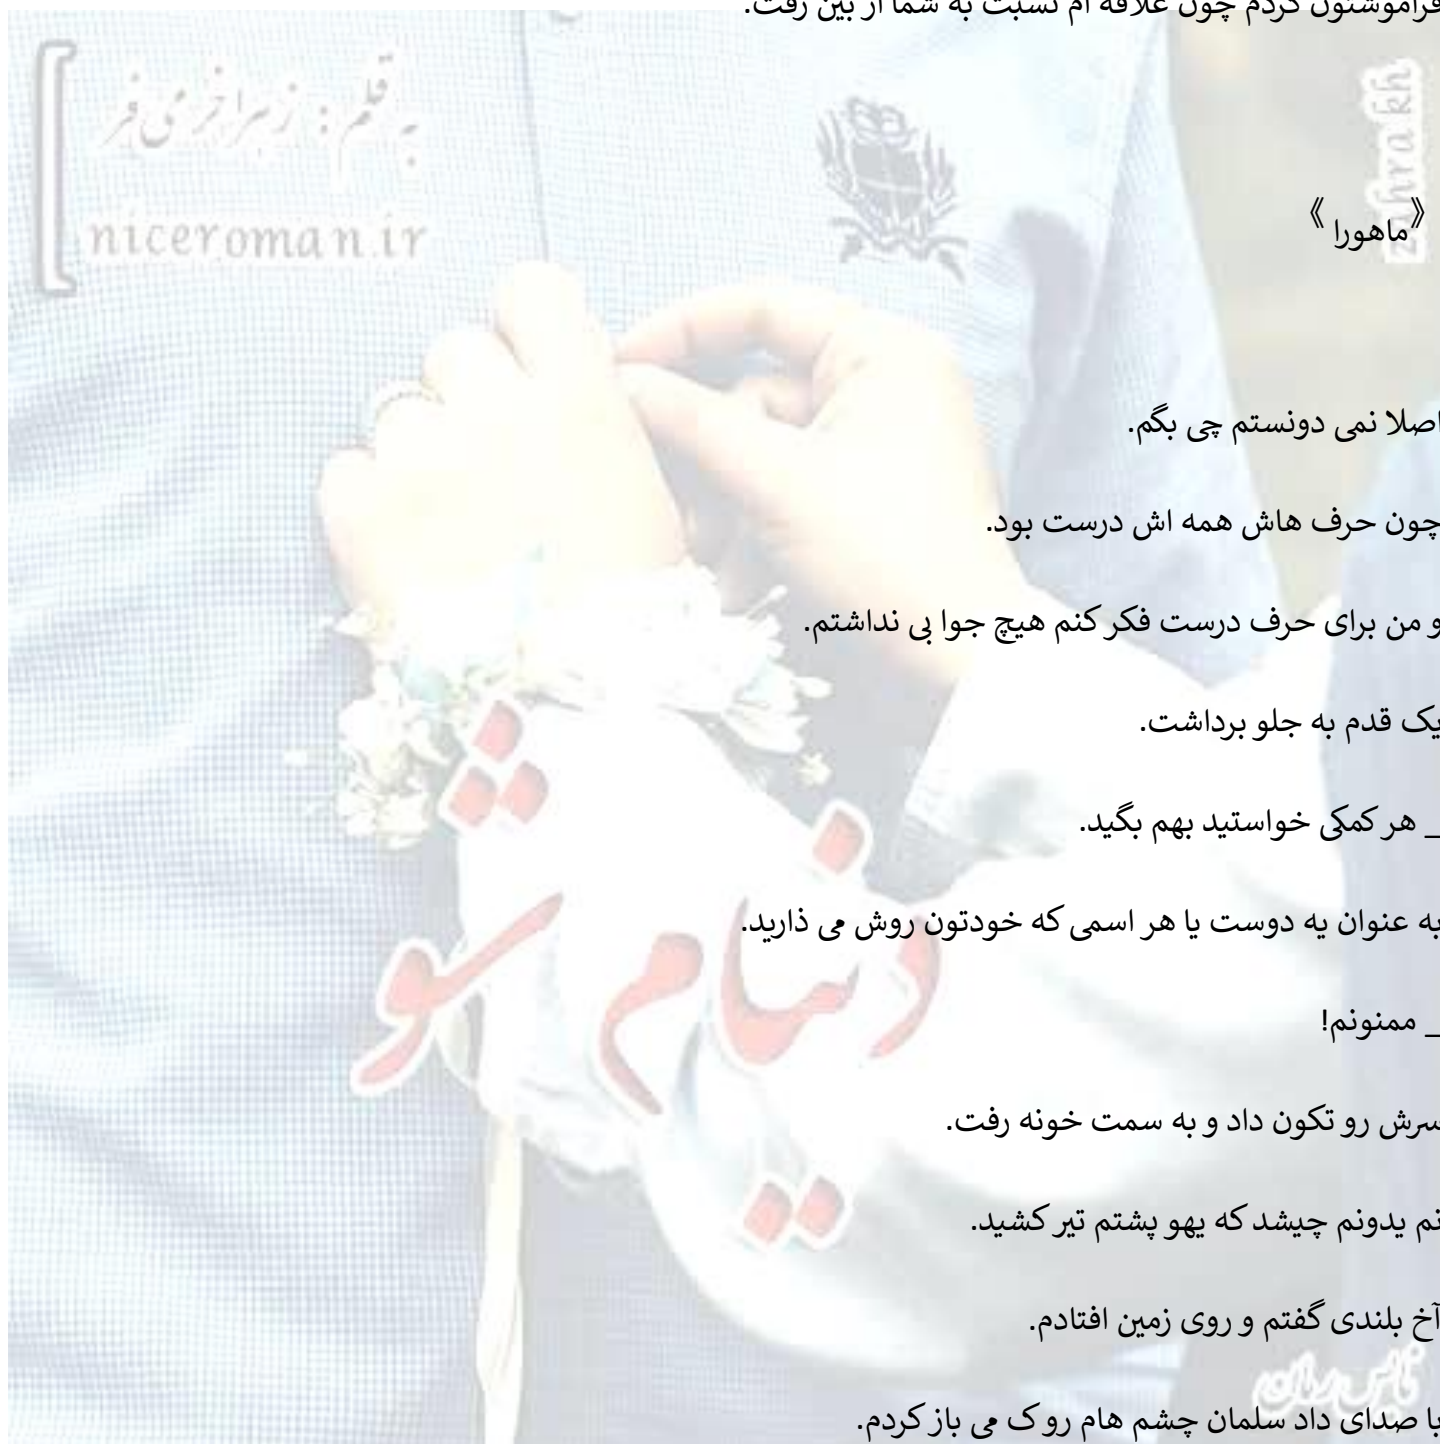 فراموشتون کردم چون علاقه ام نسبت به شما از بین رفت.
به قلم : زهرا خرمی فر
niceroman.ir
zahra kh
《ماهورا》
اصلا نمی دونستم چی بگم.
چون حرف هاش همه اش درست بود.
و من برای حرف درست فکر کنم هیچ جوا بی نداشتم.
یک قدم به جلو برداشت.
_ هر کمکی خواستید بهم بگید.
به عنوان یه دوست یا هر اسمی که خودتون روش می ذارید.
_ ممنونم!
سرش رو تکون داد و به سمت خونه رفت.
نم یدونم چیشد که یهو پشتم تیر کشید.
آخ بلندی گفتم و روی زمین افتادم.
با صدای داد سلمان چشم هام رو ک می باز کردم.
دنیام شو
نایس رمان